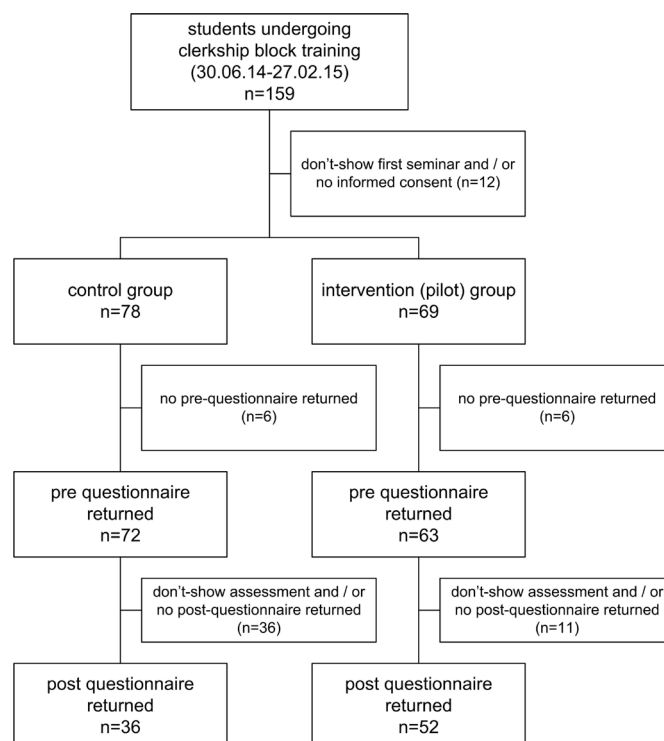 students undergoing
clerkship block training
(30.06.14-27.02.15)
n=159
don't-show first seminar and / or
no informed consent (n=12)
control group
n=78
intervention (pilot) group
n=69
no pre-questionnaire returned
(n=6)
no pre-questionnaire returned
(n=6)
pre questionnaire
returned
n=72
pre questionnaire
returned
n=63
don't-show assessment and / or
no post-questionnaire returned
(n=36)
don't-show assessment and / or
no post-questionnaire returned
(n=11)
post questionnaire
returned
n=36
post questionnaire
returned
n=52